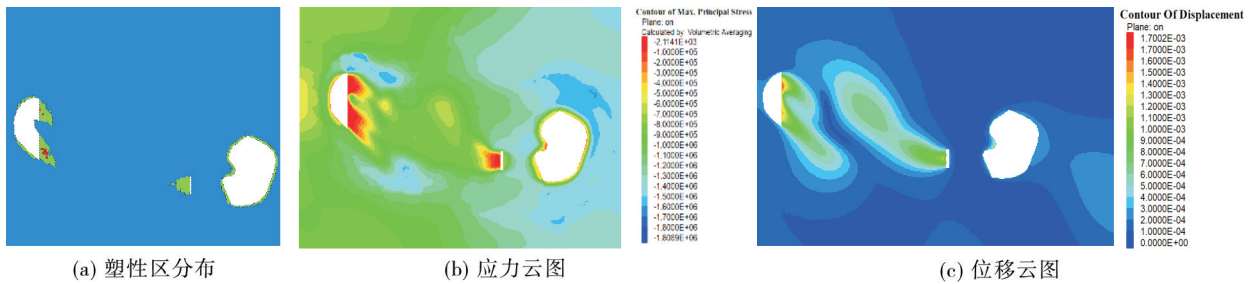 Contour of Max. Principal Stress
Plane: on
Calculated by Volumetric Averaging
-2.1141E+03
-1.0000E+05
-2.0000E+05
-3.0000E+05
-4.0000E+05
-5.0000E+05
-6.0000E+05
-7.0000E+05
-8.0000E+05
-9.0000E+05
-1.0000E+06
-1.1000E+06
-1.2000E+06
-1.3000E+06
-1.4000E+06
-1.5000E+06
-1.6000E+06
-1.7000E+06
-1.8000E+06
-1.8089E+06
Contour Of Displacement
Plane: on
1.7002E-03
1.7000E-03
1.6000E-03
1.5000E-03
1.4000E-03
1.3000E-03
1.2000E-03
1.1000E-03
1.0000E-03
9.0000E-04
8.0000E-04
7.0000E-04
6.0000E-04
5.0000E-04
4.0000E-04
3.0000E-04
2.0000E-04
1.0000E-04
0.0000E+00
(a) 塑性区分布
(b) 应力云图
(c) 位移云图